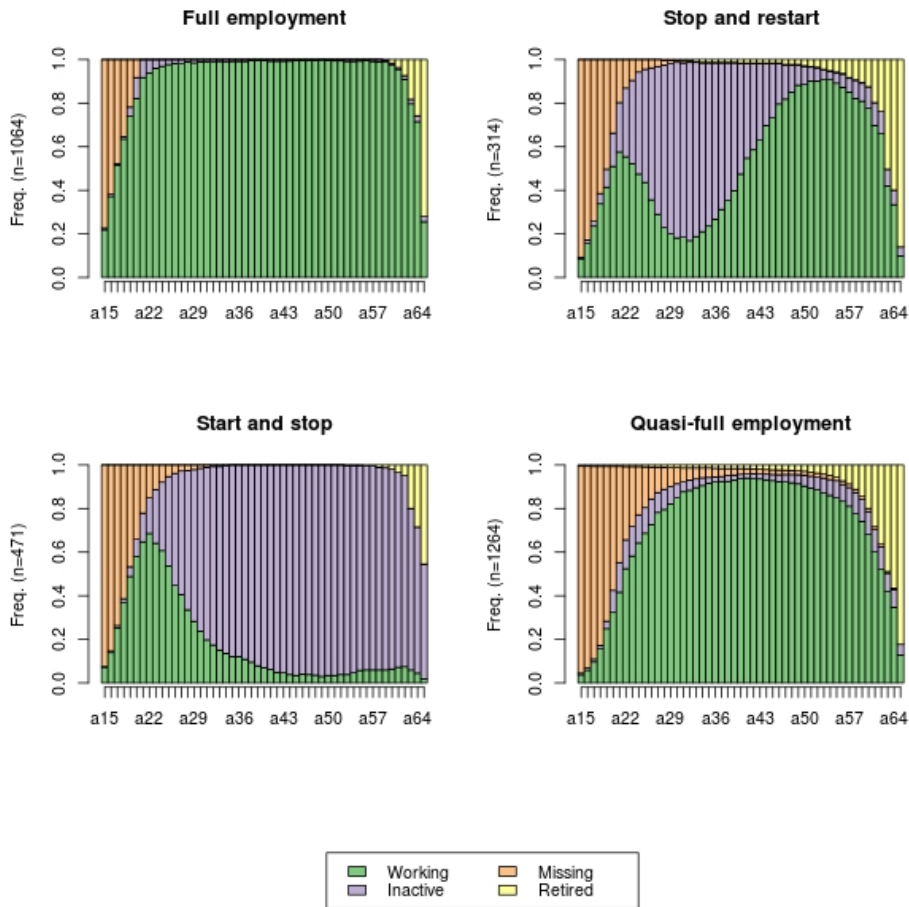 Full employment
Stop and restart
Freq. (n=1064)
0.0 0.2 0.4 0.6 0.8 1.0
a15 a22 a29 a36 a43 a50 a57 a64
Freq. (n=314)
0.0 0.2 0.4 0.6 0.8 1.0
a15 a22 a29 a36 a43 a50 a57 a64
Start and stop
Quasi-full employment
Freq. (n=471)
0.0 0.2 0.4 0.6 0.8 1.0
a15 a22 a29 a36 a43 a50 a57 a64
Freq. (n=1264)
0.0 0.2 0.4 0.6 0.8 1.0
a15 a22 a29 a36 a43 a50 a57 a64
Working Missing
Inactive Retired